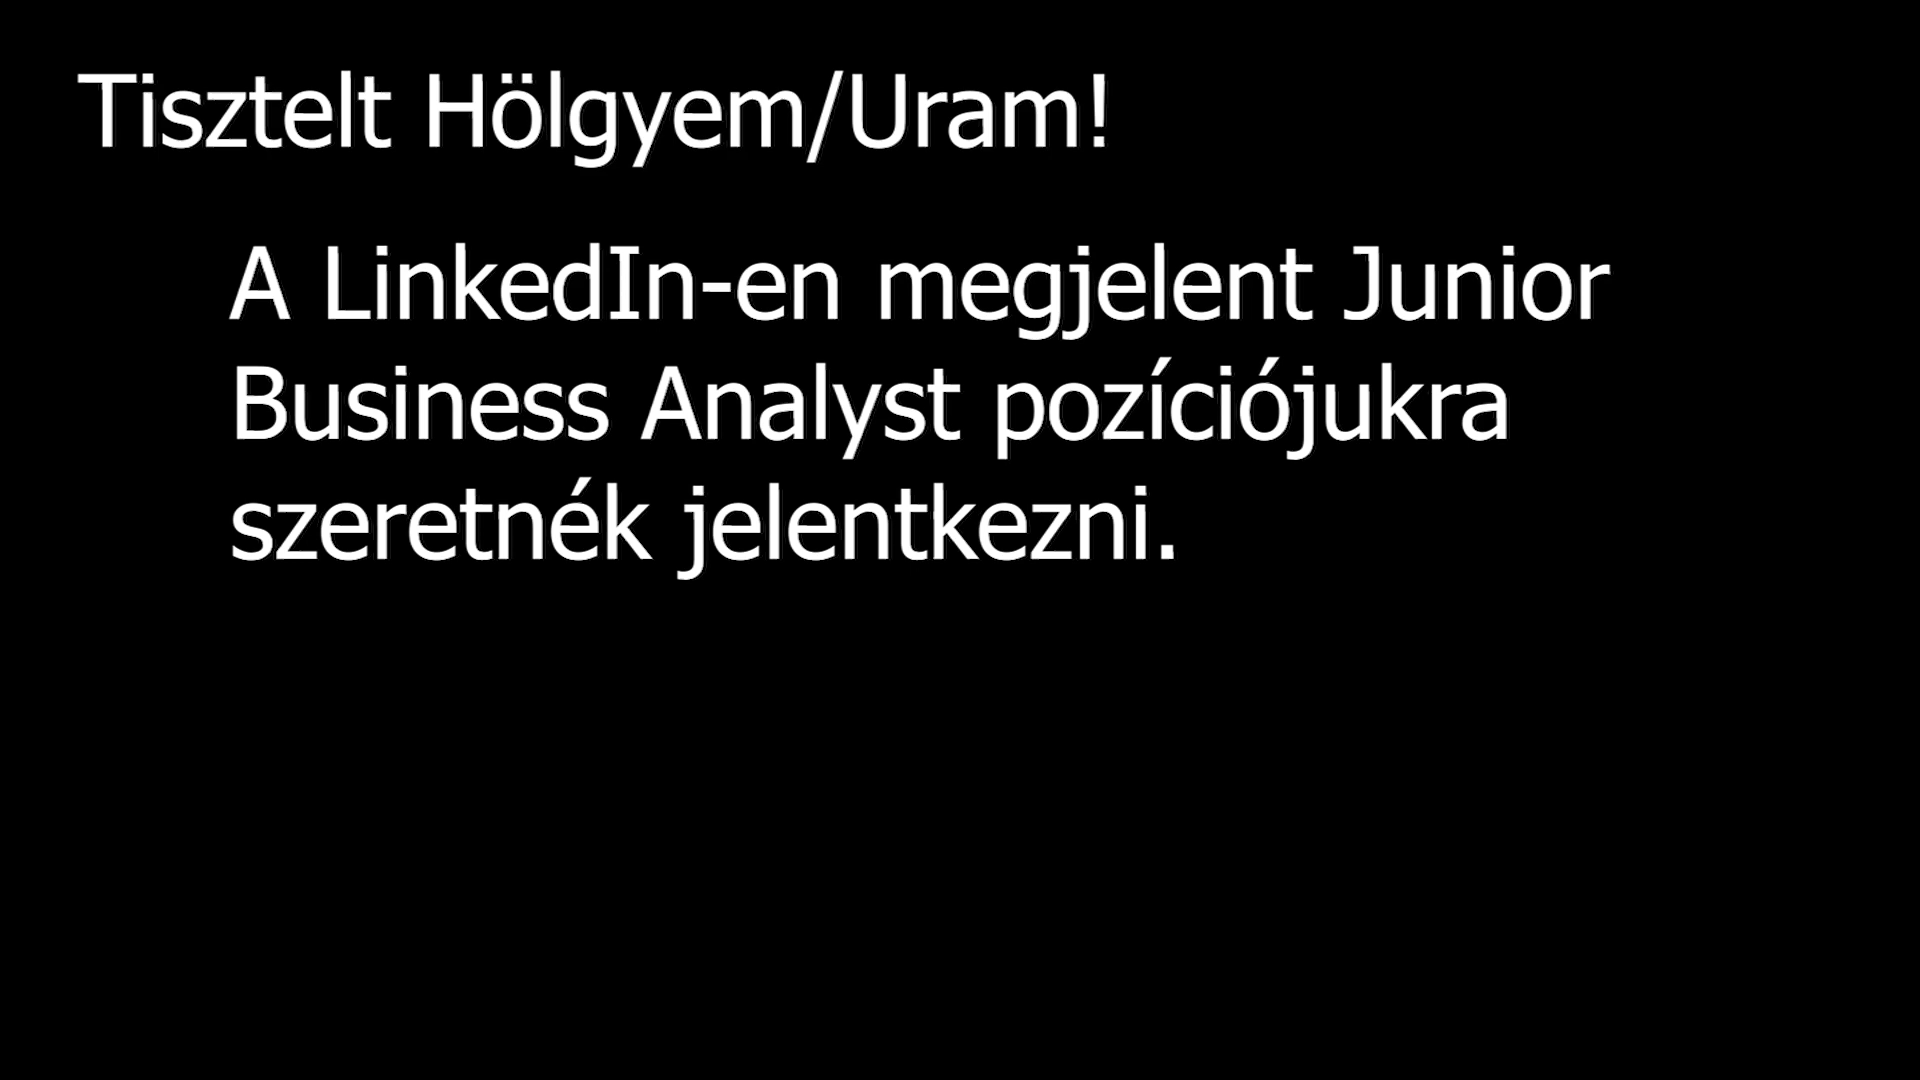 Tisztelt Hölgyem/Uram!
A LinkedIn-en megjelent Junior
Business Analyst pozíciójukra
szeretnék jelentkezni.